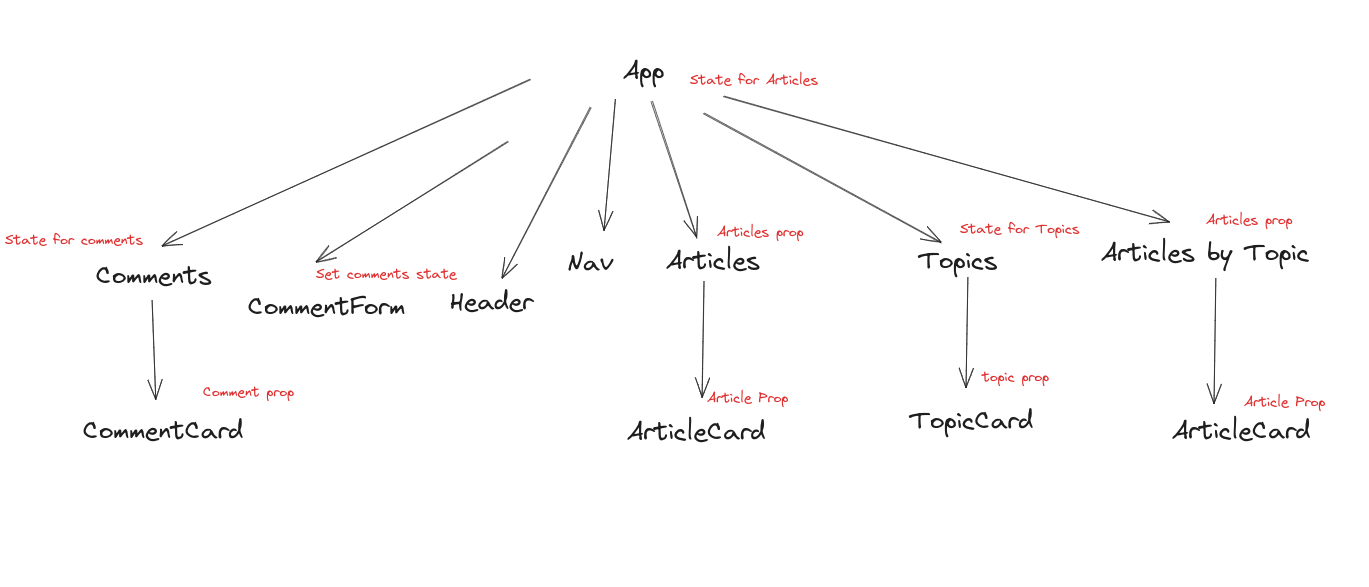 App
State for Articles
State for comments
Comments
Set comments state
CommentForm
Header
Nav
Articles prop
Articles
State for Topics
Topics
Articles prop
Articles by Topic
Comment prop
CommentCard
Article Prop
ArticleCard
topic prop
TopicCard
Article Prop
ArticleCard